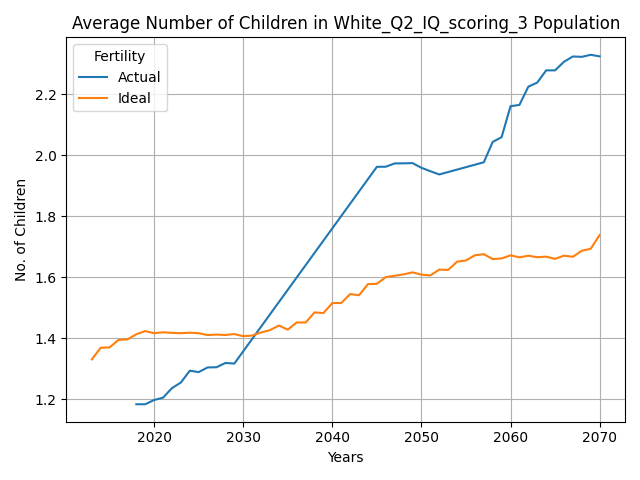 Average Number of Children in White_Q2_IQ_scoring_3 Population
Fertility
Actual
Ideal
No. of Children
2.2
2.0
1.8
1.6
1.4
1.2
2020 2030 2040 2050 2060 2070
Years